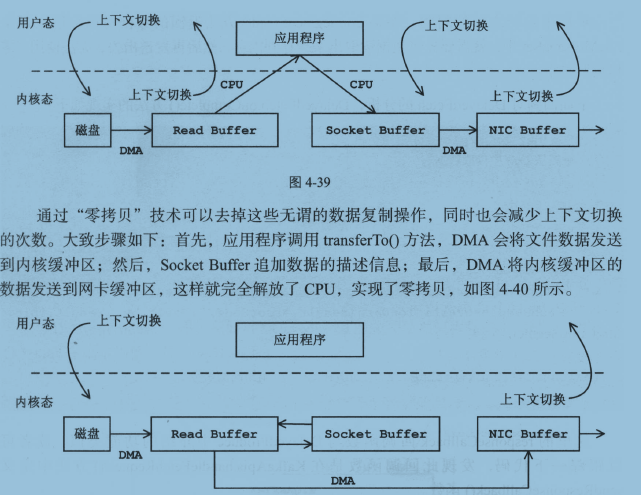 用户态
上下文切换
应用程序
上下文切换
CPU
CPU
内核态
上下文切换
上下文切换
磁盘
Read Buffer
Socket Buffer
NIC Buffer
DMA
DMA
图 4-39
通过“零拷贝”技术可以去掉这些无谓的数据复制操作，同时也会减少上下文切换
的次数。大致步骤如下：首先，应用程序调用 transferTo() 方法，DMA 会将文件数据发送
到内核缓冲区；然后，Socket Buffer 追加数据的描述信息；最后，DMA 将内核缓冲区的
数据发送到网卡缓冲区，这样就完全解放了 CPU，实现了零拷贝，如图 4-40 所示。
用户态
上下文切换
应用程序
内核态
上下文切换
磁盘
Read Buffer
Socket Buffer
NIC Buffer
DMA
DMA